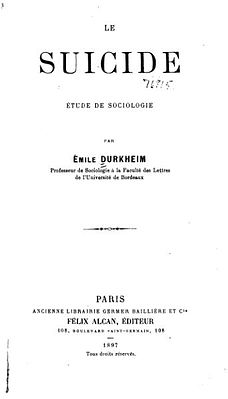 LE
SUICIDE
ÉTUDE DE SOCIOLOGIE
PAR
ÉMILE DURKHEIM
Professeur de Sociologie à la Faculté des Lettres
de l'Université de Bordeaux
PARIS
ANCIENNE LIBRAIRIE GERMER BAILLIÈRE ET Cie
FÉLIX ALCAN, ÉDITEUR
108, BOULEVARD SAINT-GERMAIN, 108
1897
Tous droits réservés.